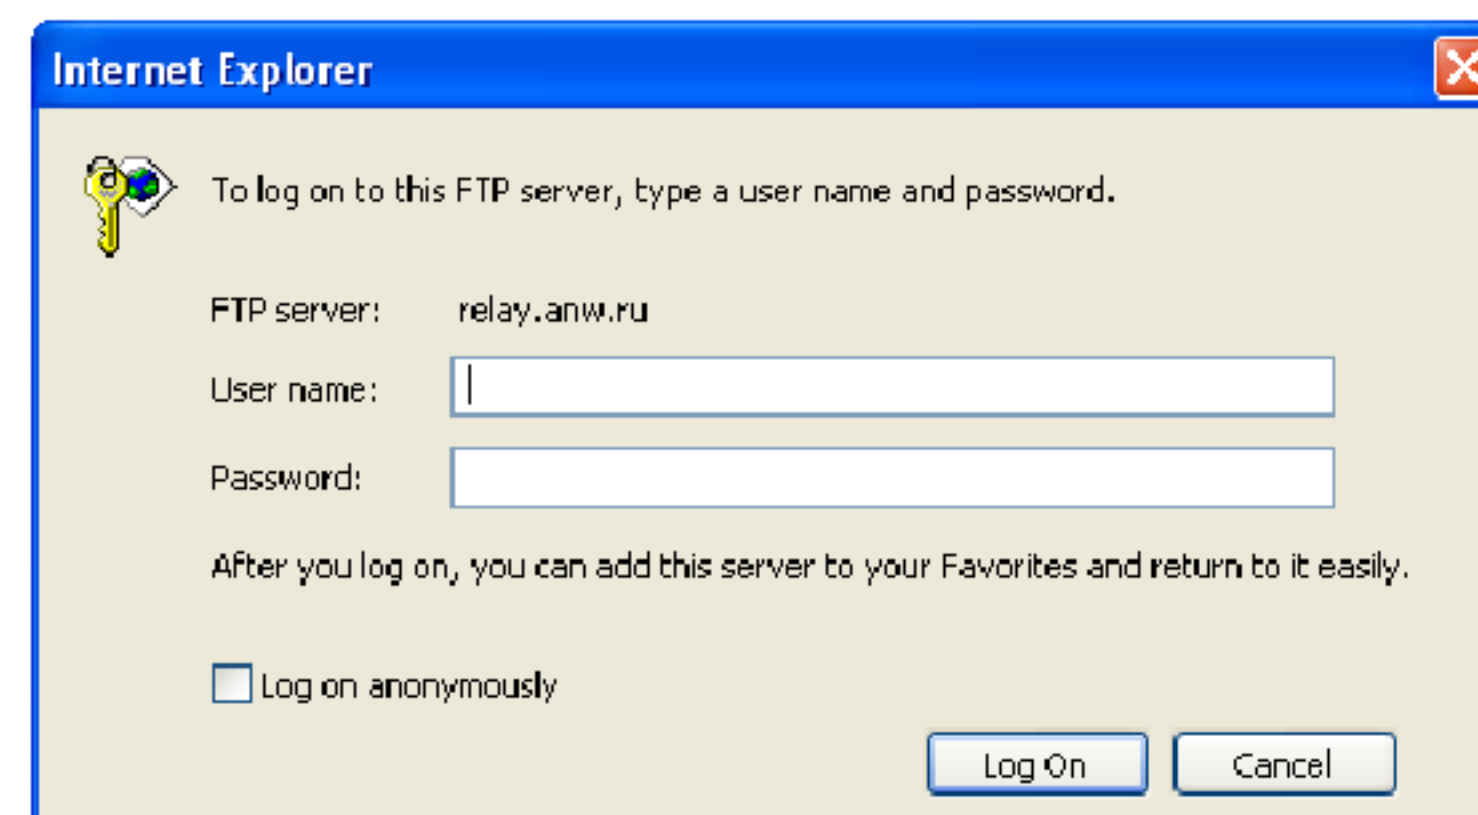 Internet Explorer
To log on to this FTP server, type a user name and password.
FTP server: relay.anw.ru
User name:
Password:
After you log on, you can add this server to your Favorites and return to it easily.
Log on anonymously
Log On Cancel